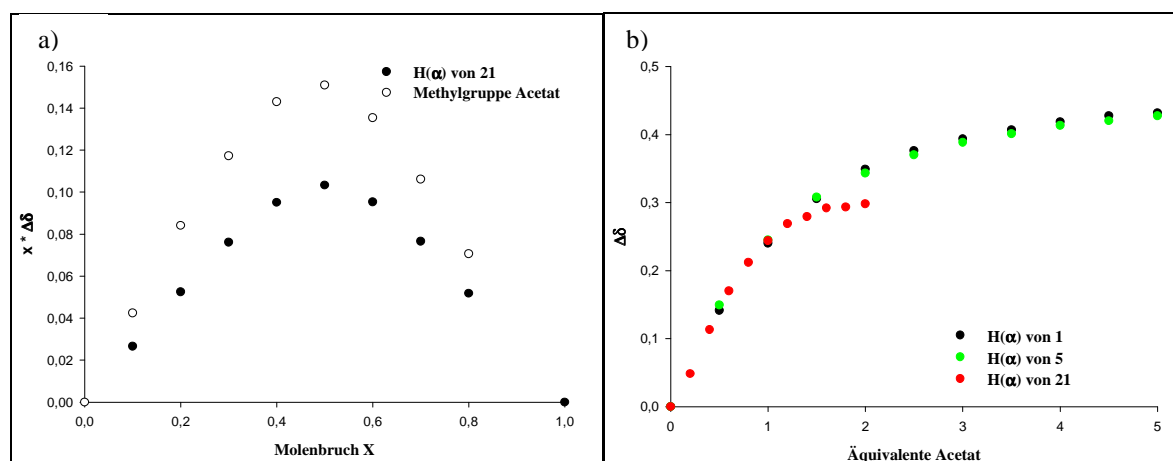 a)
0,16
0,14
0,12
0,10
0,08
0,06
0,04
0,02
0,00
x * Δδ
0,0 0,2 0,4 0,6 0,8 1,0
Molenbruch X
H(α) von 21
Methylgruppe Acetat
b)
0,5
0,4
0,3
0,2
0,1
0,0
Δδ
0 1 2 3 4 5
Äquivalente Acetat
H(α) von 1
H(α) von 5
H(α) von 21